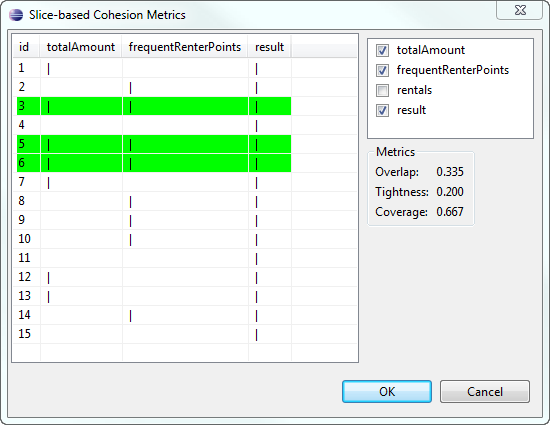 Slice-based Cohesion Metrics
id totalAmount frequentRenterPoints result
1 | |
2 | |
3 | | |
4 |
5 | | |
6 | | |
7 | |
8 | |
9 | |
10 | |
11 |
12 | |
13 | |
14 | |
15 |
totalAmount
frequentRenterPoints
rentals
result
Metrics
Overlap: 0.335
Tightness: 0.200
Coverage: 0.667
OK
Cancel